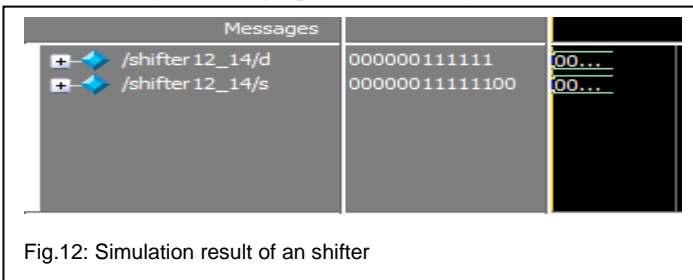 Messages
/shifter12_14/d 000000111111 00...
/shifter12_14/s 00000011111100 00...
Fig.12: Simulation result of an shifter